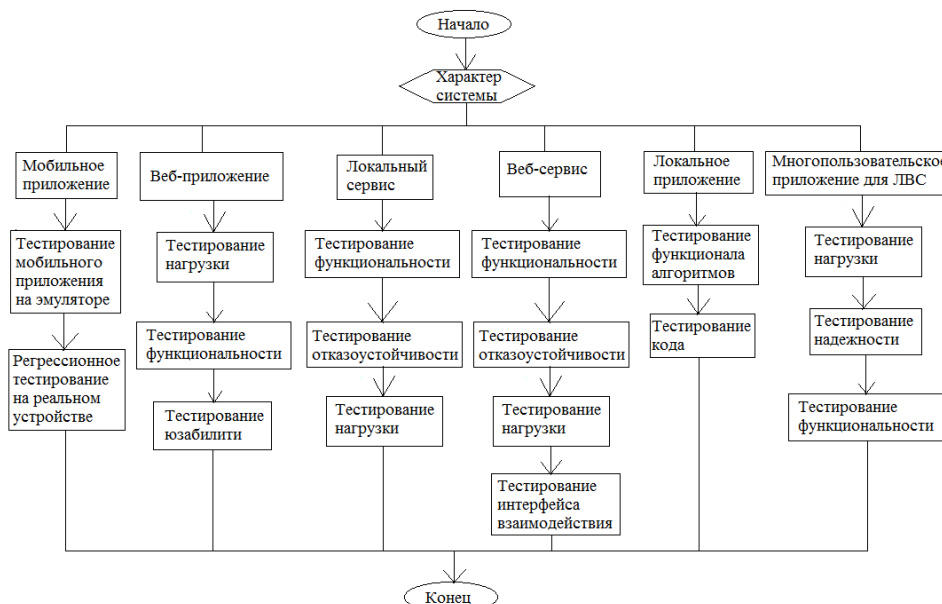 Начало
Характер
системы
Мобильное
приложение
Веб-приложение
Локальный
сервис
Веб-сервис
Локальное
приложение
Многопользовательское
приложение для ЛВС
Тестирование
мобильного
приложения
на эмуляторе
Тестирование
нагрузки
Тестирование
функциональности
Тестирование
функциональности
Тестирование
функционала
алгоритмов
Тестирование
нагрузки
Регрессионное
тестирование
на реальном
устройстве
Тестирование
функциональности
Тестирование
отказоустойчивости
Тестирование
отказоустойчивости
Тестирование
кода
Тестирование
надежности
Тестирование
юзабилити
Тестирование
нагрузки
Тестирование
нагрузки
Тестирование
функциональности
Тестирование
интерфейса
взаимодействия
Конец